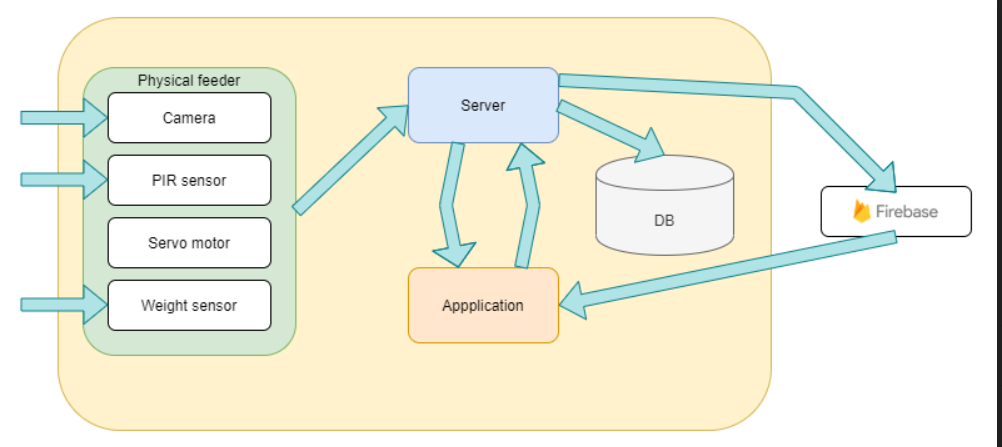 Physical feeder
Camera
PIR sensor
Servo motor
Weight sensor
Server
DB
Appplication
Firebase